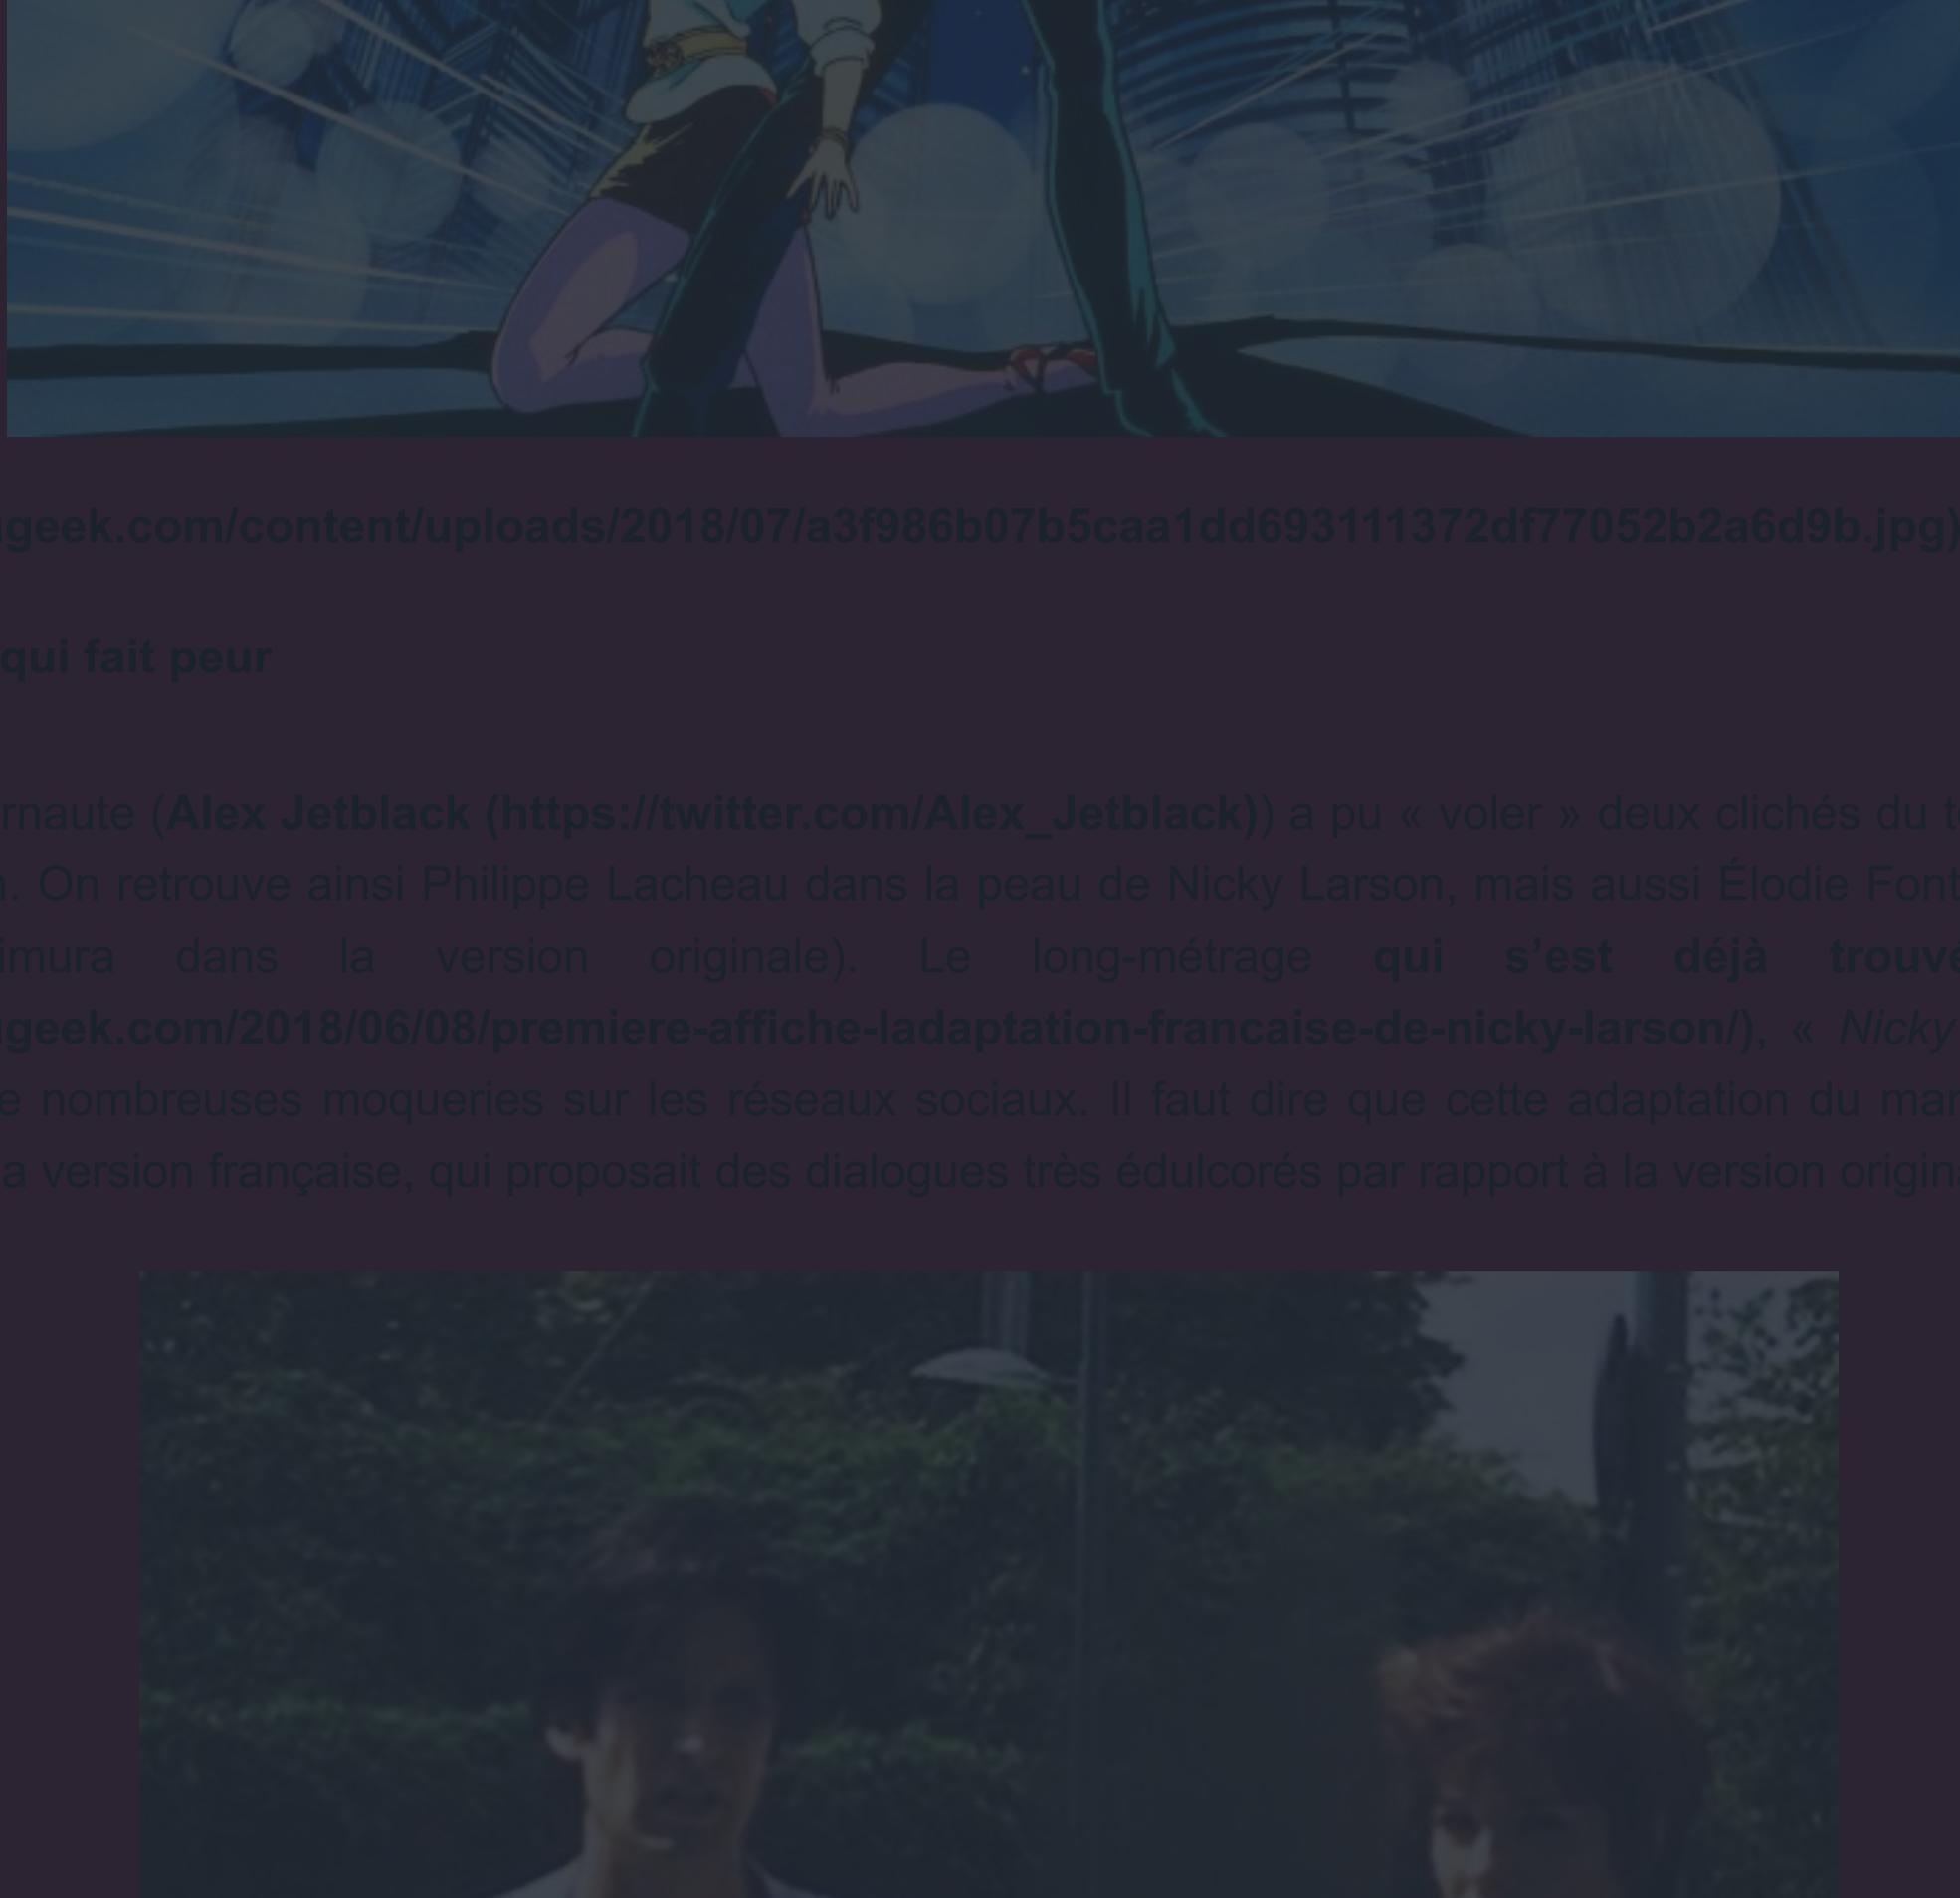 geek.com/content/uploads/2018/07/a3f986b07b5caa1dd693111372df77052b2a6d9b.jpg)
qui fait peur
rnaute (Alex Jetblack (https://twitter.com/Alex_Jetblack)) a pu « voler » deux clichés du t
. On retrouve ainsi Philippe Lacheau dans la peau de Nicky Larson, mais aussi Élodie Font
imura dans la version originale). Le long-métrage qui s’est déjà trouvé
geek.com/2018/06/08/premiere-affiche-ladaptation-francaise-de-nicky-larson/), « Nicky
e nombreuses moqueries sur les réseaux sociaux. Il faut dire que cette adaptation du man
a version française, qui proposait des dialogues très édulcorés par rapport à la version origin